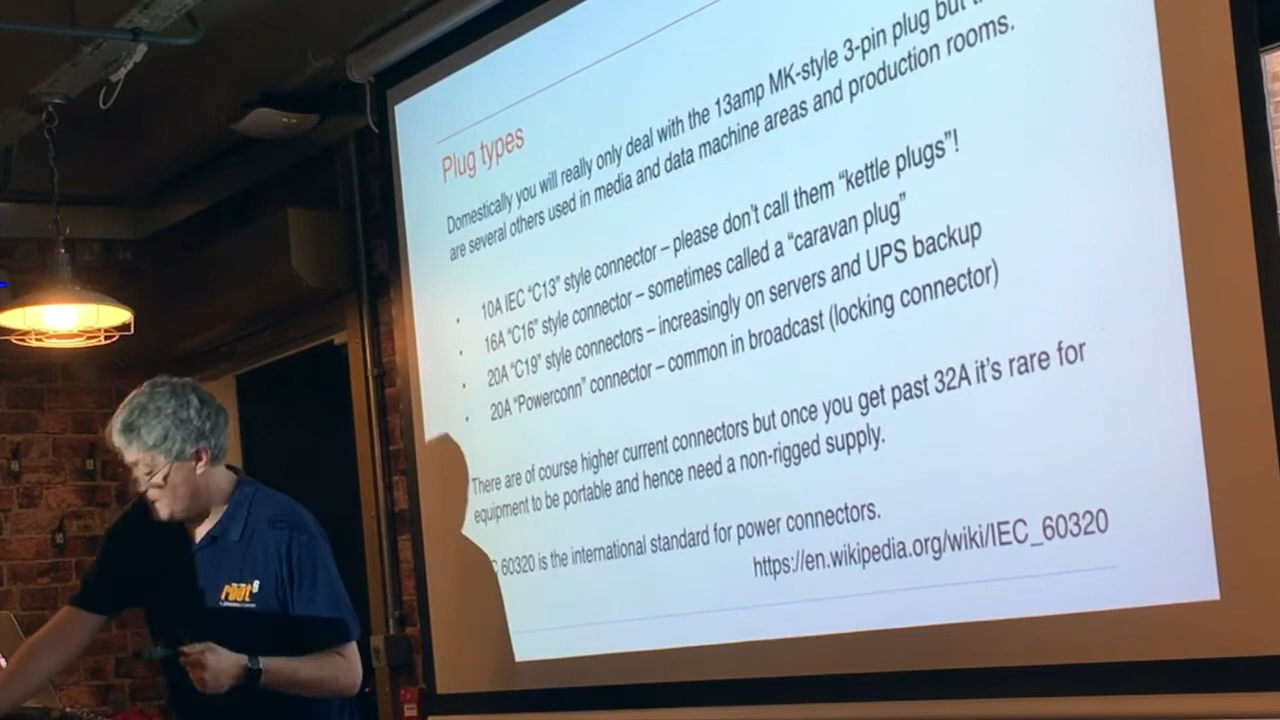 Plug types
Domestically you will really only deal with the 13amp MK-style 3-pin plug but
are several others used in media and data machine areas and production rooms.
10A IEC “C13” style connector – please don’t call them “kettle plugs”!
16A “C16” style connector – sometimes called a “caravan plug”
20A “C19” style connectors – increasingly on servers and UPS backup
20A “Powerconn” connector – common in broadcast (locking connector)
There are of course higher current connectors but once you get past 32A it’s rare for
equipment to be portable and hence need a non-rigged supply.
C 60320 is the international standard for power connectors.
https://en.wikipedia.org/wiki/IEC_60320
root6